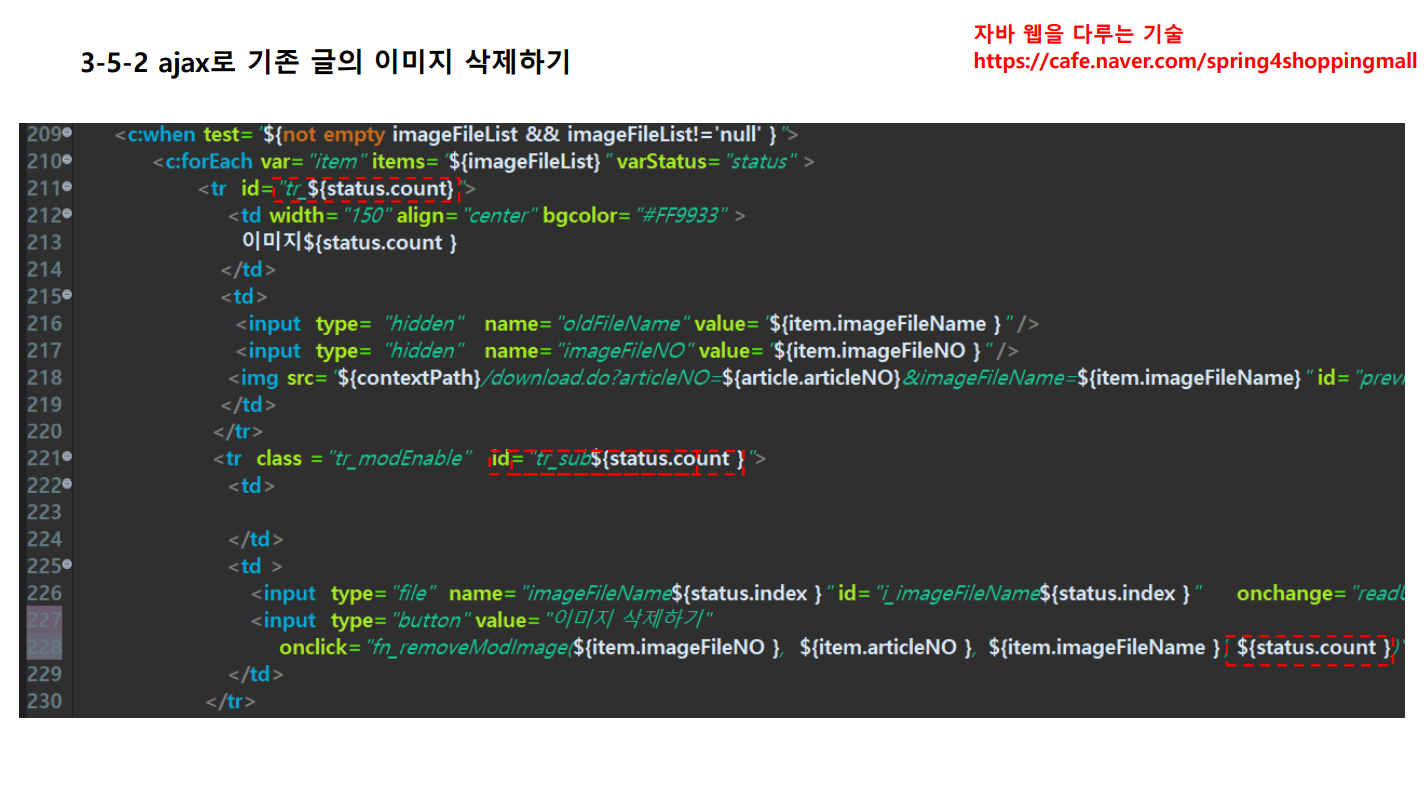 자바 웹을 다루는 기술
3-5-2 ajax로 기존 글의 이미지 삭제하기
https://cafe.naver.com/spring4shoppingmall
209 <c:when test="${not empty imageFileList && imageFileList!='null' }">
210 <c:forEach var="item" items="${imageFileList}" varStatus="status" >
211 <tr id="tr_${status.count}">
212 <td width="150" align="center" bgcolor="#FF9933" >
213 이미지${status.count }
214 </td>
215 <td>
216 <input type= "hidden" name="oldFileName" value="${item.imageFileName }" />
217 <input type= "hidden" name="imageFileNO" value="${item.imageFileNO }" />
218 <img src="${contextPath}/download.do?articleNO=${article.articleNO}&imageFileName=${item.imageFileName}" id="previ
219 </td>
220 </tr>
221 <tr class ="tr_modEnable" id="tr_sub${status.count }">
222 <td>
223
224 </td>
225 <td >
226 <input type="file" name="imageFileName${status.index }" id="i_imageFileName${status.index }" onchange="readU
227 <input type="button" value="이미지 삭제하기"
228 onclick="fn_removeModImage(${item.imageFileNO }, ${item.articleNO }, ${item.imageFileName }, ${status.count })"
229 </td>
230 </tr>